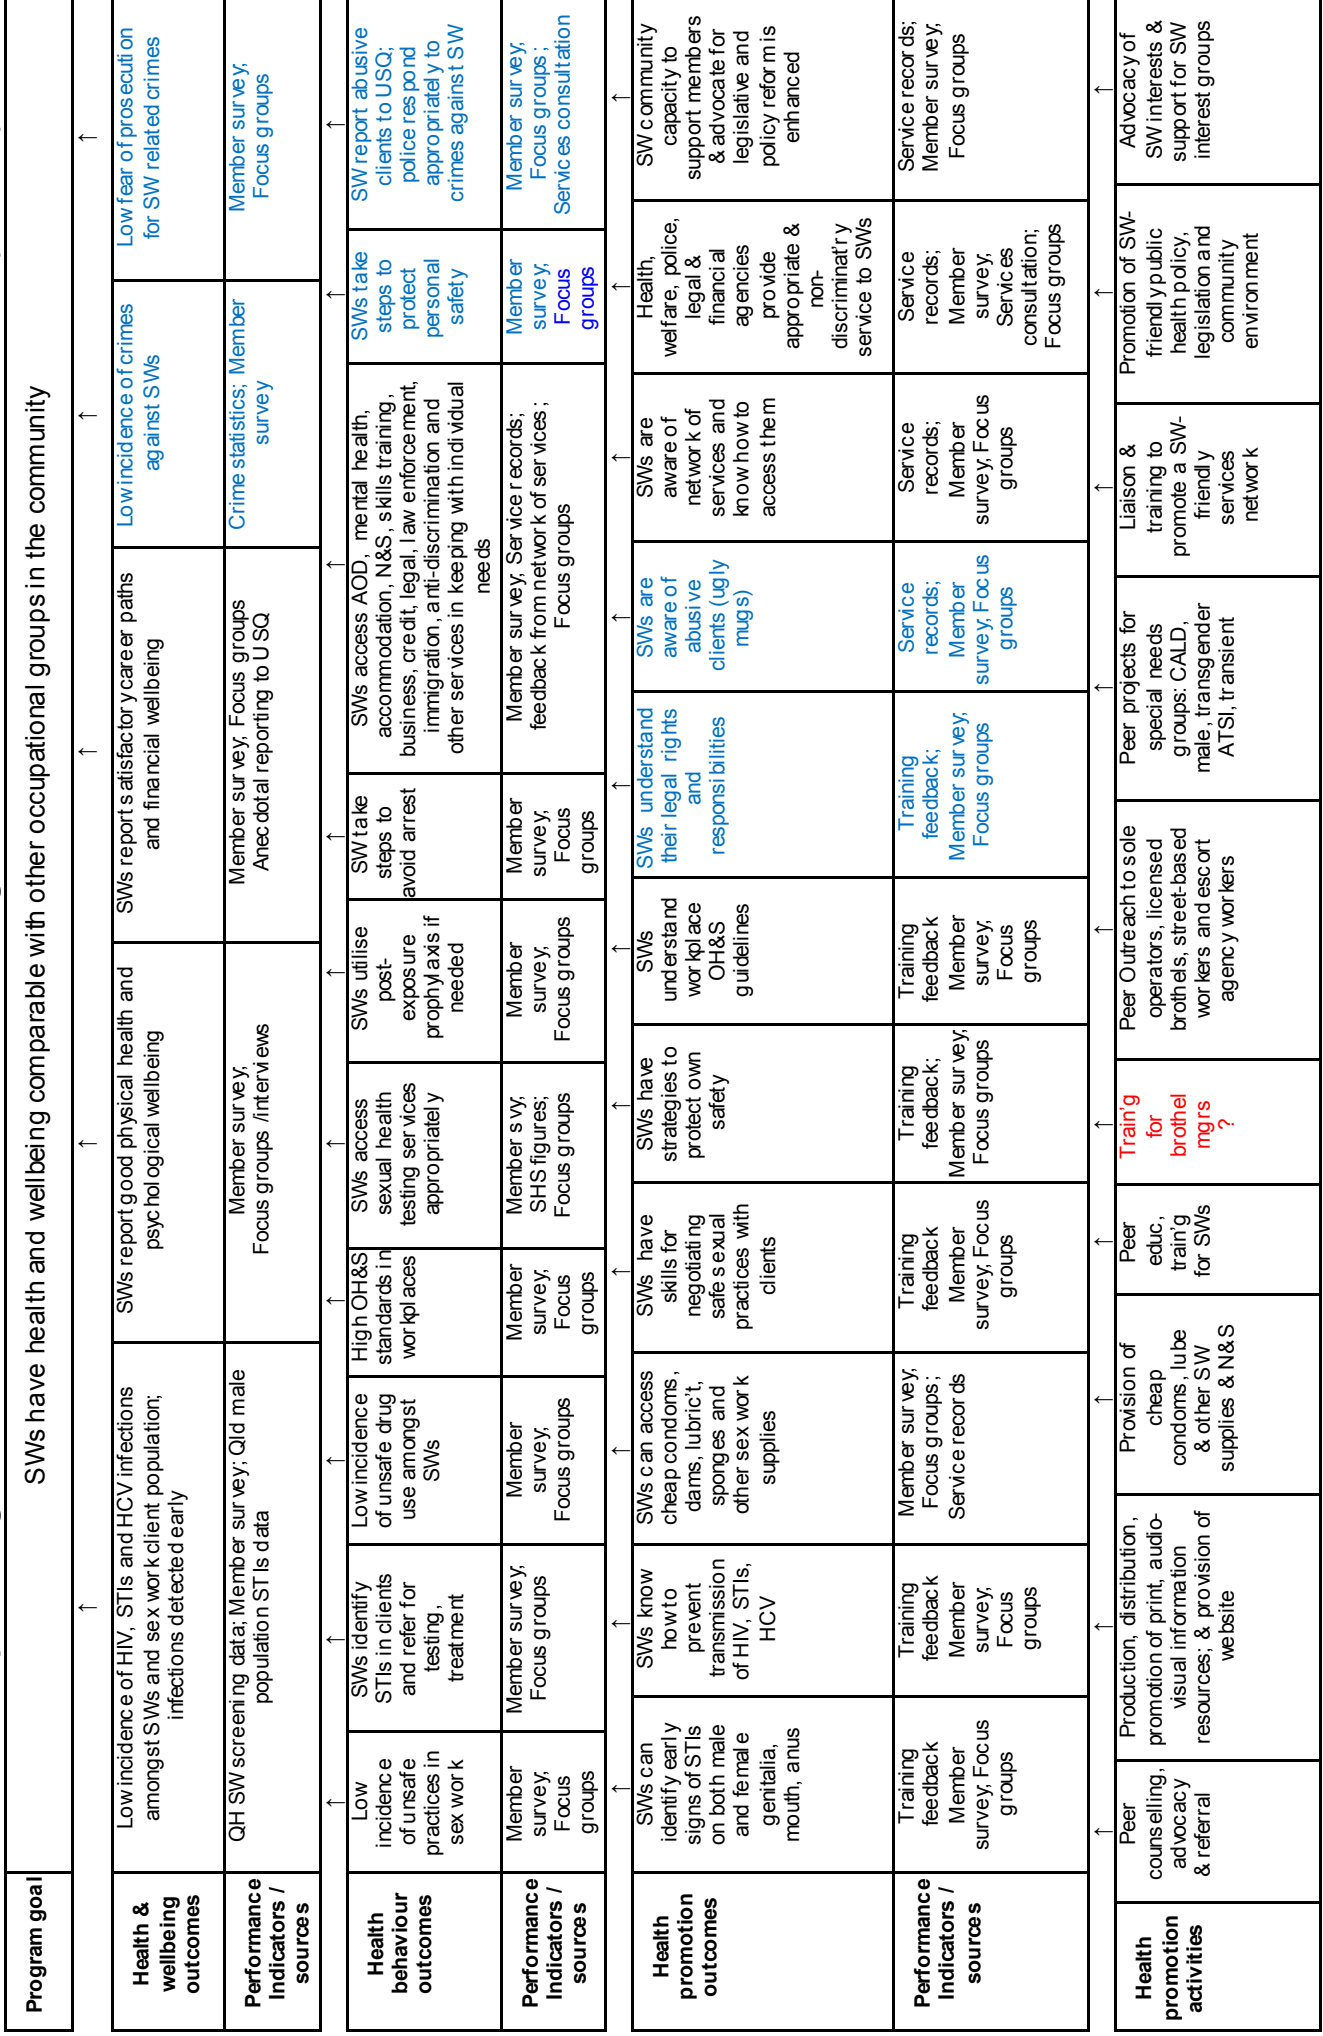 Program goal
SWs have health and wellbeing comparable with other occupational groups in the community
↑ ↑ ↑ ↑ ↑
Health &
wellbeing
outcomes
Low incidence of HIV, STIs and HCV infections
amongst SWs and sex work client population;
infections detected early
SWs report good physical health and
psychological wellbeing
SWs report satisfactory career paths
and financial wellbeing
Low incidence of crimes
against SWs
Low fear of prosecution
for SW related crimes
Performance
Indicators /
sources
QH SW screening data; Member survey; Qld male
population STIs data
Member survey;
Focus groups /interviews
Member survey, Focus groups
Anecdotal reporting to USQ
Crime statistics; Member
survey
Member survey;
Focus groups
↑ ↑ ↑ ↑ ↑ ↑ ↑ ↑ ↑ ↑
Health
behaviour
outcomes
Low
incidence
of unsafe
practices in
sex work
SWs identify
STIs in clients
and refer for
testing,
treatment
Low incidence
of unsafe drug
use amongst
SWs
High OH&S
standards in
workplaces
SWs access
sexual health
testing services
appropriately
SWs utilise
post-
exposure
prophylaxis if
needed
SW take
steps to
avoid arrest
SWs access AOD, mental health,
accommodation, N&S, skills training,
business, credit, legal, law enforcement,
immigration, anti-discrimination and
other services in keeping with individual
needs
SWs take
steps to
protect
personal
safety
SW report abusive
clients to USQ;
police respond
appropriately to
crimes against SW
Performance
Indicators /
sources
Member
survey,
Focus
groups
Member survey;
Focus groups
Member
survey,
Focus groups
Member
survey, Focus
groups
Member svy;
SHS figures;
Focus groups
Member
survey,
Focus groups
Member
survey,
Focus
groups
Member survey, Service records;
feedback from network of services ;
Focus groups
Member
survey, Focus
groups
Member survey;
Focus groups;
Services consultation
↑ ↑ ↑ ↑ ↑ ↑ ↑ ↑ ↑ ↑ ↑
Health
promotion
outcomes
SWs can
identify early
signs of STIs
on both male
and female
genitalia,
mouth, anus
SWs know
how to
prevent
transmission
of HIV, STIs,
HCV
SWs can access
cheap condoms,
dams, lubric't,
sponges and
other sex work
supplies
SWs have
skills for
negotiating
safe sexual
practices with
clients
SWs have
strategies to
protect own
safety
SWs
understand
workplace
OH&S
guidelines
SWs understand
their legal rights
and
responsibilities
SWs are
aware of
abusive
clients (ugly
mugs)
SWs are
aware of
network of
services and
know how to
access them
Health,
welfare, police,
legal &
financial
agencies
provide
appropriate &
non-
discriminat'ry
service to SWs
SW community
capacity to
support members
& advocate for
legislative and
policy reform is
enhanced
Performance
Indicators /
sources
Training
feedback
Member
survey, Focus
groups
Training
feedback
Member
survey,
Focus
groups
Member survey;
Focus groups;
Service records
Training
feedback
Member
survey, Focus
groups
Training
feedback;
Member survey,
Focus groups
Training
feedback
Member
survey,
Focus
groups
Training
feedback;
Member survey,
Focus groups
Service
records;
Member
survey, Focus
groups
Service
records;
Member
survey, Focus
groups
Service
records;
Member
survey,
Services
consultation;
Focus groups
Service records;
Member survey,
Focus groups
↑ ↑ ↑ ↑ ↑ ↑ ↑ ↑ ↑ ↑
Health
promotion
activities
Peer
counselling,
advocacy
& referral
Production, distribution,
promotion of print, audio-
visual information
resources; & provision of
website
Provision of
cheap
condoms, lube
& other SW
supplies & N&S
Peer
educ,
train'g
for SWs
Train'g
for
brothel
mgrs
?
Peer Outreach to sole
operators, licensed
brothels, street-based
workers and escort
agency workers
Peer projects for
special needs
groups: CALD,
male, transgender
ATSI, transient
Liaison &
training to
promote a SW-
friendly
services
network
Promotion of SW-
friendly public
health policy,
legislation and
community
environment
Advocacy of
SW interests &
support for SW
interest groups